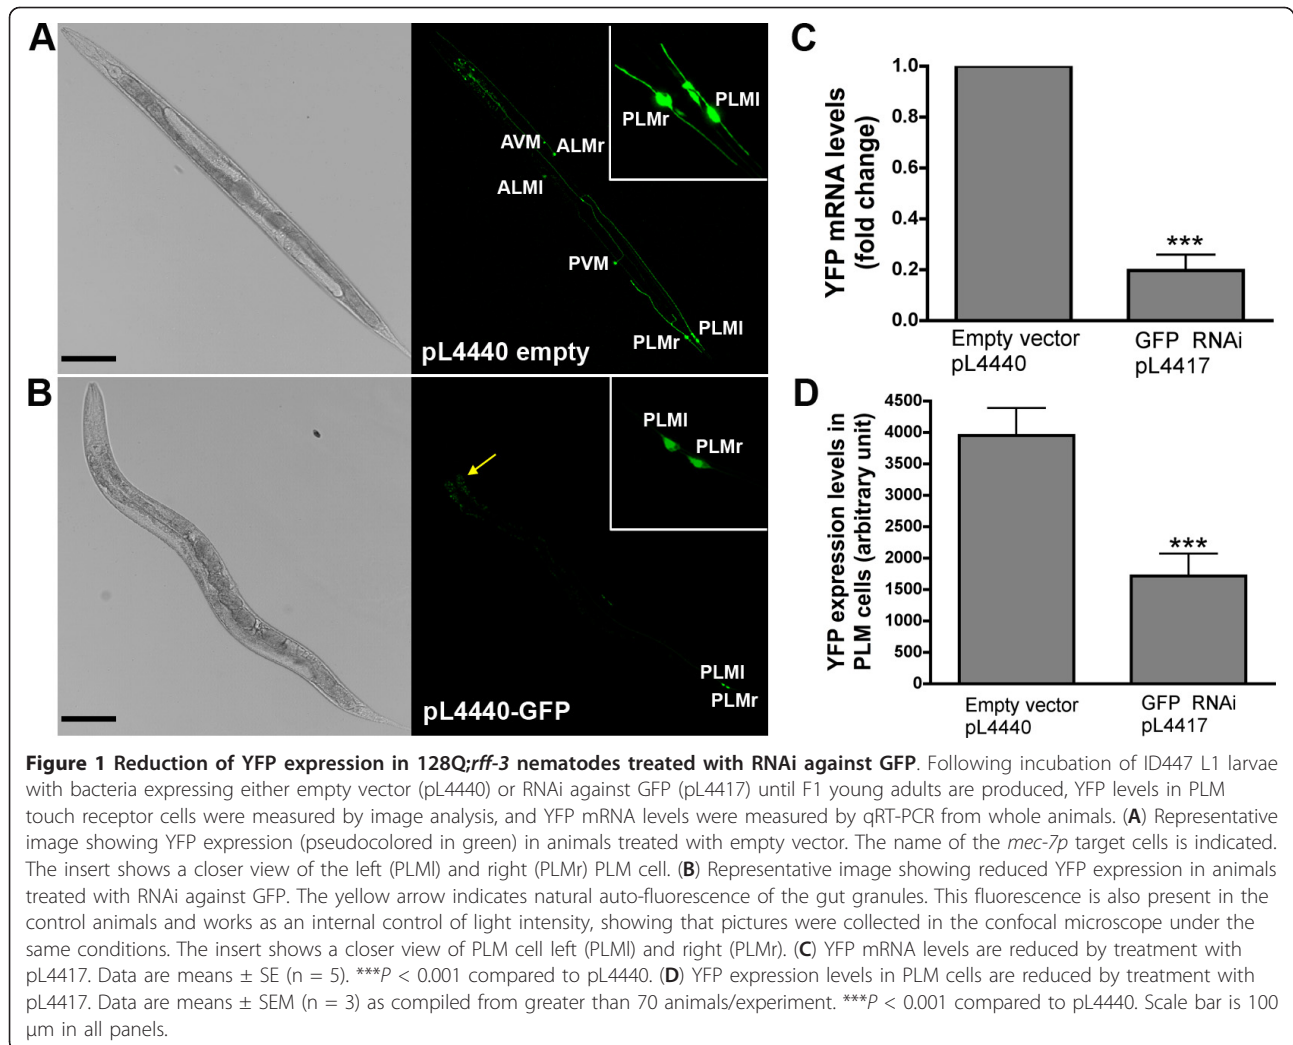 A
AVM
ALMr
ALMl
PVM
PLMr
PLMl
PLMr
PLMl
pL4440 empty
B
PLMl
PLMr
PLMl
PLMr
pL4440-GFP
C
YFP mRNA levels
(fold change)
1.0
0.8
0.6
0.4
0.2
0.0
***
Empty vector
pL4440
GFP RNAi
pL4417
D
YFP expression levels in
PLM cells (arbitrary unit)
4500
4000
3500
3000
2500
2000
1500
1000
500
0
***
Empty vector
pL4440
GFP RNAi
pL4417
Figure 1 Reduction of YFP expression in 128Q;rff-3 nematodes treated with RNAi against GFP. Following incubation of ID447 L1 larvae
with bacteria expressing either empty vector (pL4440) or RNAi against GFP (pL4417) until F1 young adults are produced, YFP levels in PLM
touch receptor cells were measured by image analysis, and YFP mRNA levels were measured by qRT-PCR from whole animals. (A) Representative
image showing YFP expression (pseudocolored in green) in animals treated with empty vector. The name of the mec-7p target cells is indicated.
The insert shows a closer view of the left (PLMl) and right (PLMr) PLM cell. (B) Representative image showing reduced YFP expression in animals
treated with RNAi against GFP. The yellow arrow indicates natural auto-fluorescence of the gut granules. This fluorescence is also present in the
control animals and works as an internal control of light intensity, showing that pictures were collected in the confocal microscope under the
same conditions. The insert shows a closer view of PLM cell left (PLMl) and right (PLMr). (C) YFP mRNA levels are reduced by treatment with
pL4417. Data are means ± SE (n = 5). ***P < 0.001 compared to pL4440. (D) YFP expression levels in PLM cells are reduced by treatment with
pL4417. Data are means ± SEM (n = 3) as compiled from greater than 70 animals/experiment. ***P < 0.001 compared to pL4440. Scale bar is 100
μm in all panels.